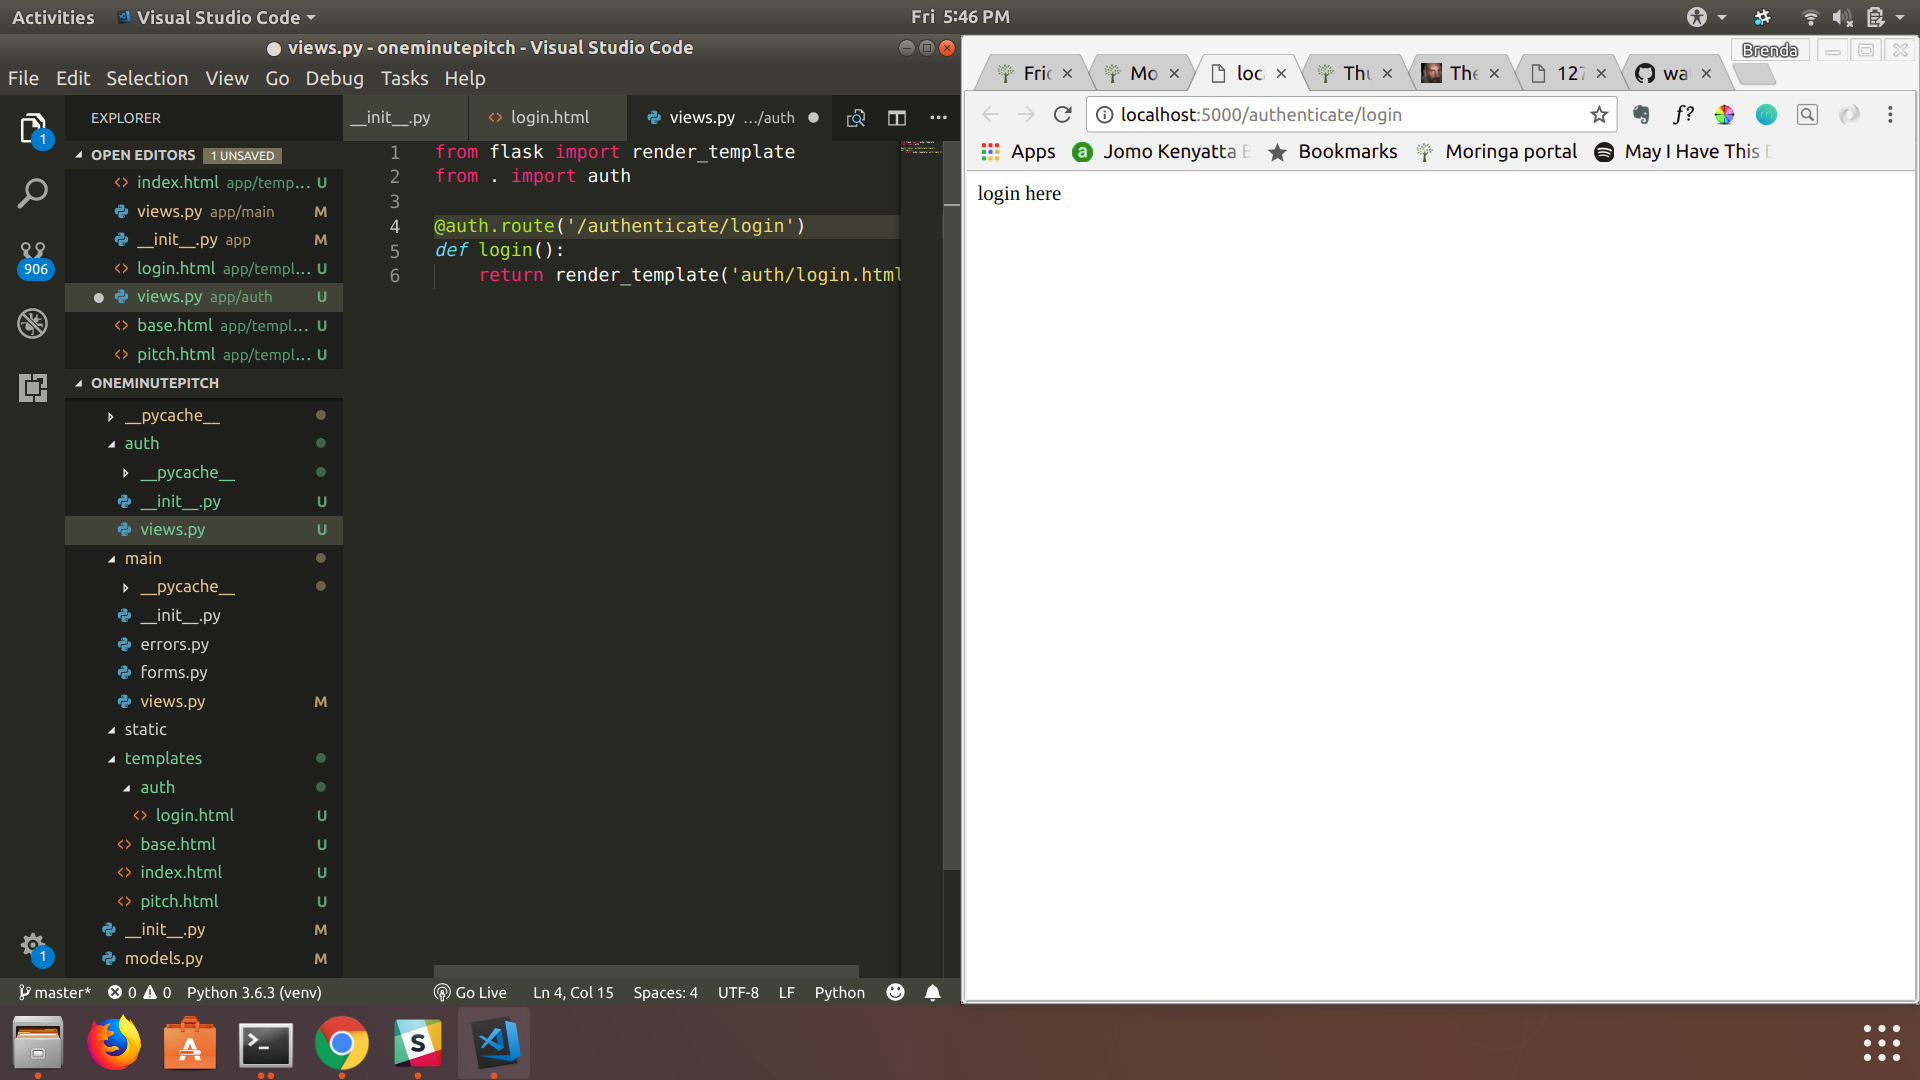 Activities Visual Studio Code Fri 5:46 PM
views.py - oneminutepitch - Visual Studio Code
File Edit Selection View Go Debug Tasks Help
EXPLORER
OPEN EDITORS 1 UNSAVED
index.html app/temp... U
views.py app/main M
__init__.py app M
login.html app/templ... U
views.py app/auth U
base.html app/templ... U
pitch.html app/templ... U
ONEMINUTEPITCH
__pycache__
auth
__pycache__
__init__.py U
views.py U
main
__pycache__
__init__.py
errors.py
forms.py
views.py M
static
templates
auth
login.html U
base.html U
index.html U
pitch.html U
__init__.py M
models.py M
1
906
1
__init__.py login.html views.py .../auth
1 from flask import render_template
2 from . import auth
3
4 @auth.route('/authenticate/login')
5 def login():
6 return render_template('auth/login.html
master* 0 0 Python 3.6.3 (venv) Go Live Ln 4, Col 15 Spaces: 4 UTF-8 LF Python
Brenda
Fri Mo loc Thu The 127 wa
localhost:5000/authenticate/login
f?
Apps Jomo Kenyatta Bookmarks Moringa portal May I Have This
login here